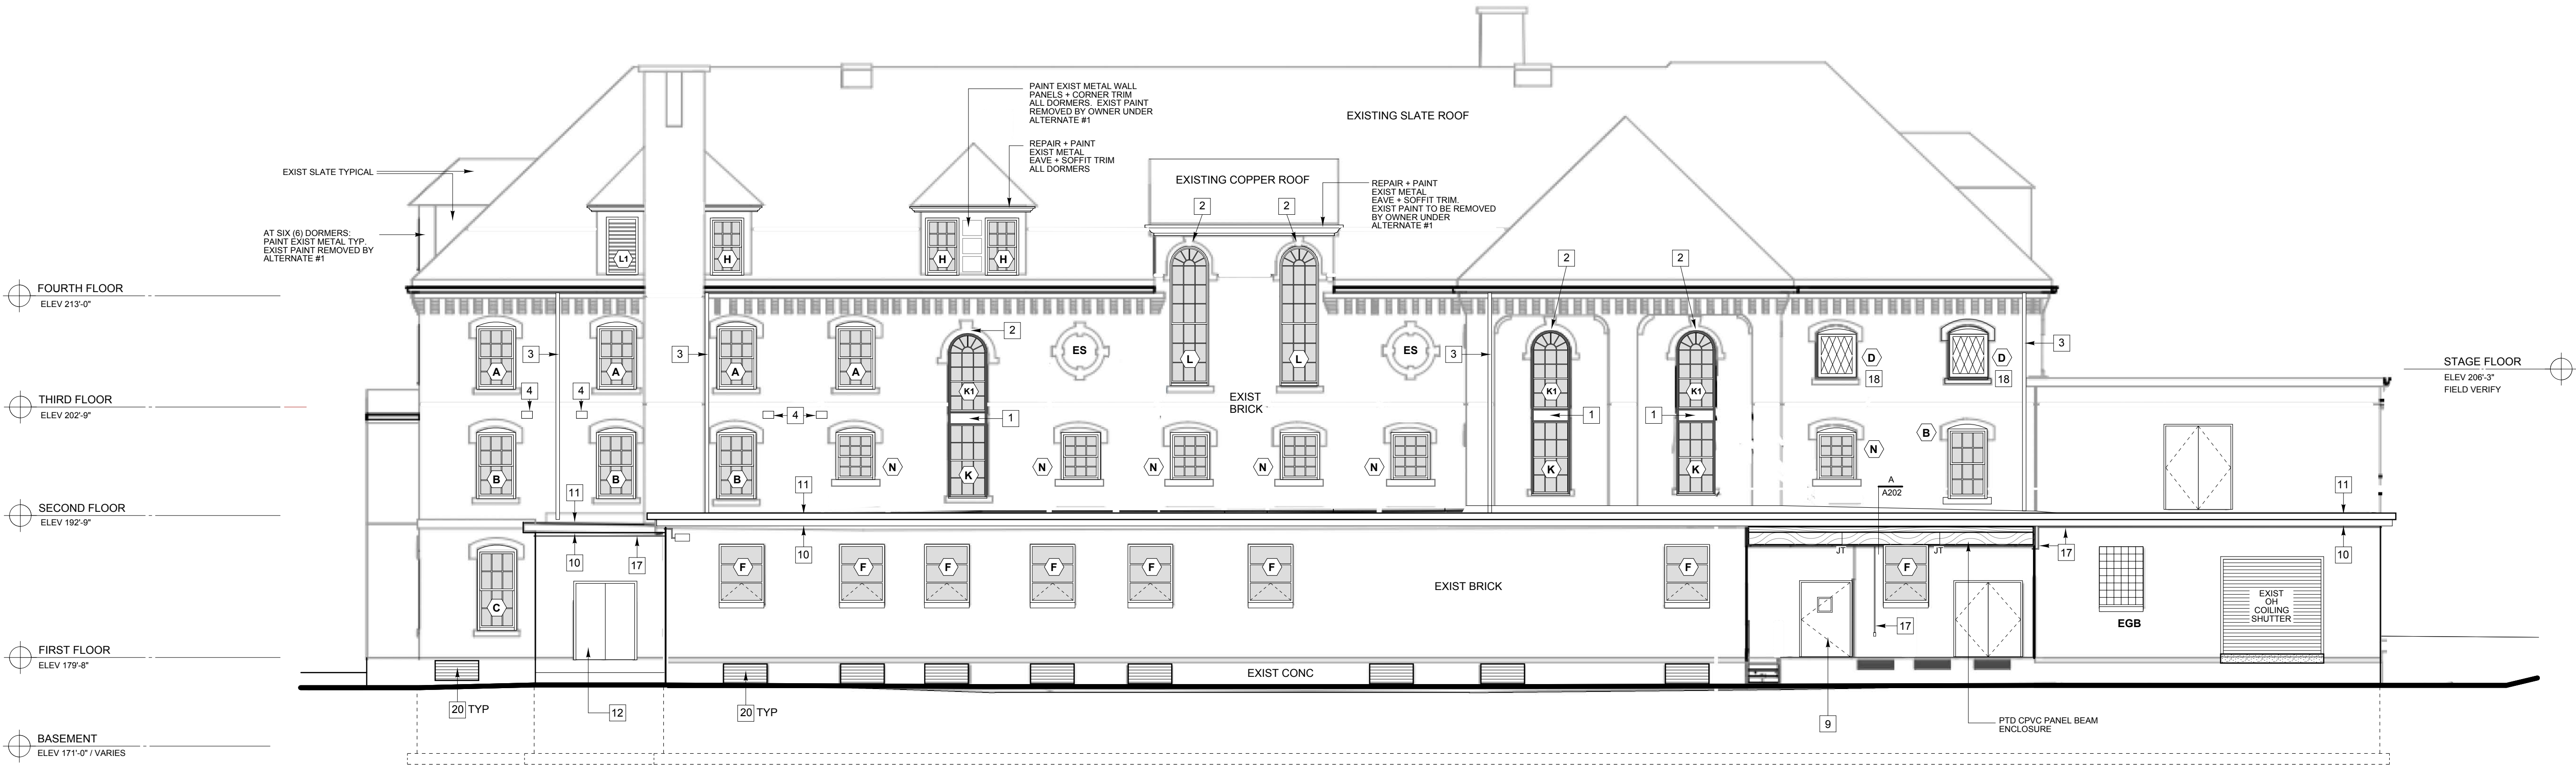 PAINT EXIST METAL WALL
PANELS + CORNER TRIM
ALL DORMERS. EXIST PAINT
REMOVED BY OWNER UNDER
ALTERNATE #1
EXISTING SLATE ROOF
REPAIR + PAINT
EXIST METAL
EAVE + SOFFIT TRIM
ALL DORMERS
EXIST SLATE TYPICAL
EXISTING COPPER ROOF
REPAIR + PAINT
EXIST METAL
EAVE + SOFFIT TRIM.
EXIST PAINT TO BE REMOVED
BY OWNER UNDER
ALTERNATE #1
2
2
AT SIX (6) DORMERS:
PAINT EXIST METAL TYP.
EXIST PAINT REMOVED BY
ALTERNATE #1
L1
H
H
H
2
2
FOURTH FLOOR
ELEV 213'-0"
2
3
3
3
3
ES
ES
L
L
A
A
A
A
D
D
18
18
STAGE FLOOR
ELEV 206'-3"
FIELD VERIFY
K1
K1
K1
4
4
THIRD FLOOR
ELEV 202'-9"
EXIST
BRICK
4
1
1
1
B
N
N
N
N
N
N
K
K
K
B
B
B
A
A202
11
11
11
SECOND FLOOR
ELEV 192'-9"
10
17
10
JT
JT
17
10
F
F
F
F
F
F
F
F
EXIST BRICK
EXIST
OH
COILING
SHUTTER
C
EGB
17
FIRST FLOOR
ELEV 179'-8"
EXIST CONC
20 TYP
12
20 TYP
9
PTD CPVC PANEL BEAM
ENCLOSURE
BASEMENT
ELEV 171'-0" / VARIES